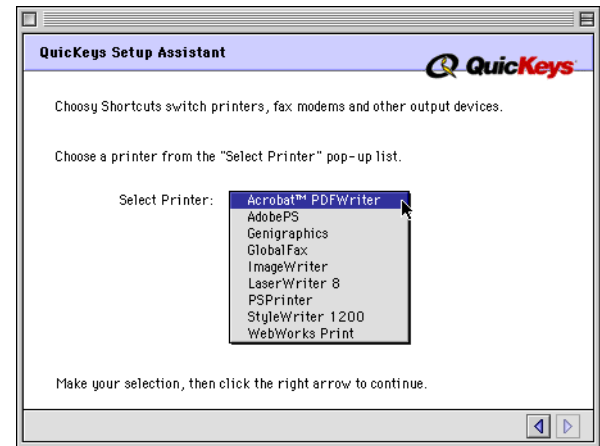 QuicKeys Setup Assistant
QuicKeys
Choosy Shortcuts switch printers, fax modems and other output devices.
Choose a printer from the "Select Printer" pop-up list.
Select Printer:
Acrobat™ PDFWriter
AdobePS
Genigraphics
GlobalFax
ImageWriter
LaserWriter 8
PSPrinter
StyleWriter 1200
WebWorks Print
Make your selection, then click the right arrow to continue.